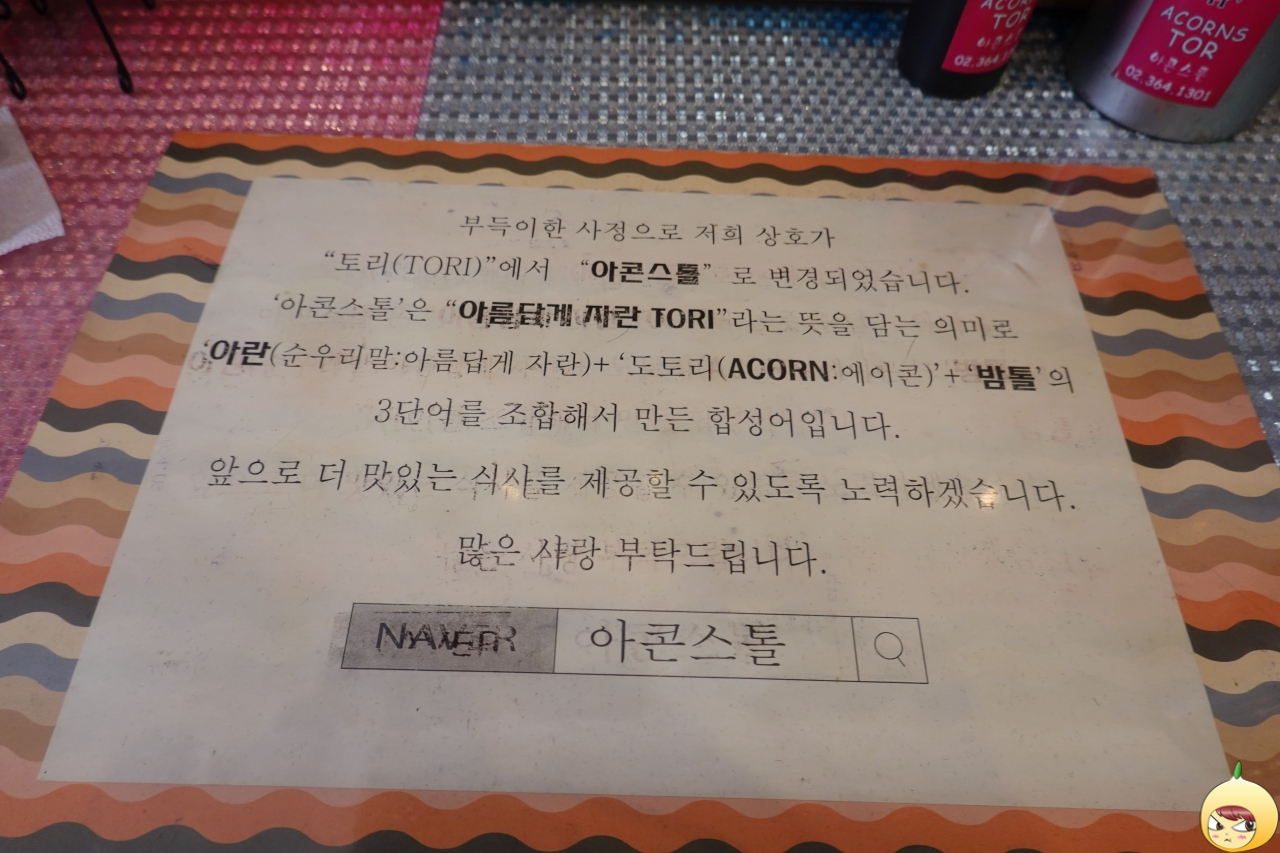 ACORNS
TOR
아콘스톨
02.364.1301
ACORNS
TOR
아콘스톨
02.364.1301
부득이한 사정으로 저희 상호가
“토리(TORI)”에서 “아콘스톨” 로 변경되었습니다.
‘아콘스톨’은 “아름답게 자란 TORI”라는 뜻을 담는 의미로
‘아란(순우리말:아름답게 자란)+ ‘도토리(ACORN:에이콘)’+‘밤톨’의
3단어를 조합해서 만든 합성어입니다.
앞으로 더 맛있는 식사를 제공할 수 있도록 노력하겠습니다.
많은 사랑 부탁드립니다.
NAVER 아콘스톨